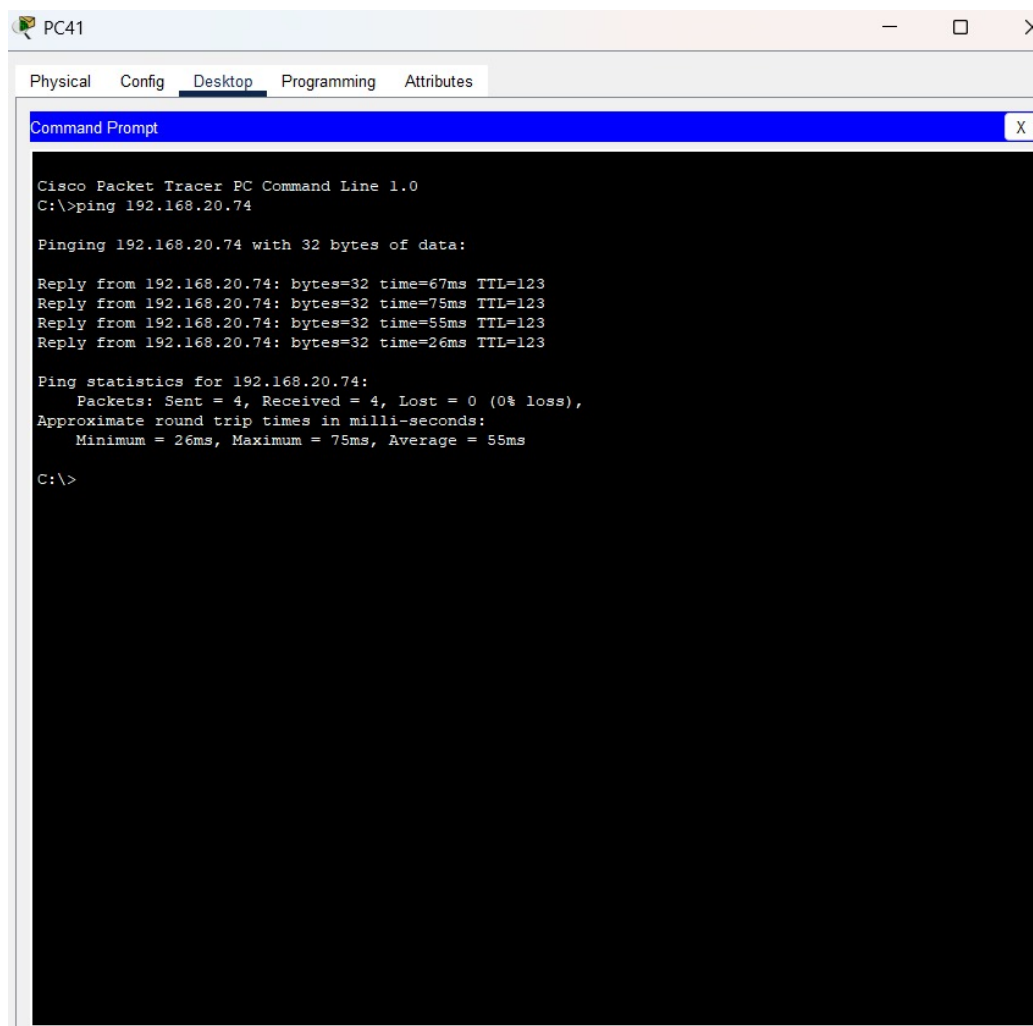 PC41
Physical Config Desktop Programming Attributes
Command Prompt
X
Cisco Packet Tracer PC Command Line 1.0
C:\>ping 192.168.20.74
Pinging 192.168.20.74 with 32 bytes of data:
Reply from 192.168.20.74: bytes=32 time=67ms TTL=123
Reply from 192.168.20.74: bytes=32 time=75ms TTL=123
Reply from 192.168.20.74: bytes=32 time=55ms TTL=123
Reply from 192.168.20.74: bytes=32 time=26ms TTL=123
Ping statistics for 192.168.20.74:
Packets: Sent = 4, Received = 4, Lost = 0 (0% loss),
Approximate round trip times in milli-seconds:
Minimum = 26ms, Maximum = 75ms, Average = 55ms
C:\>